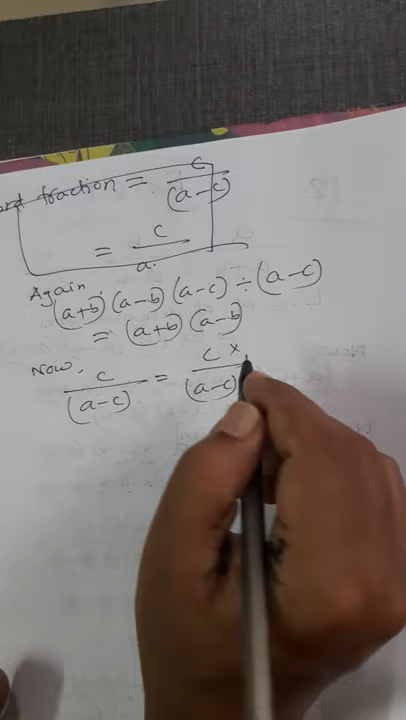 fraction = c/(a-c)
= c/a.
Again,
(a+b) (a-b) (a-c) ÷ (a-c)
= (a+b) (a-b)
Now,
c/(a-c) = c ×/(a-c)